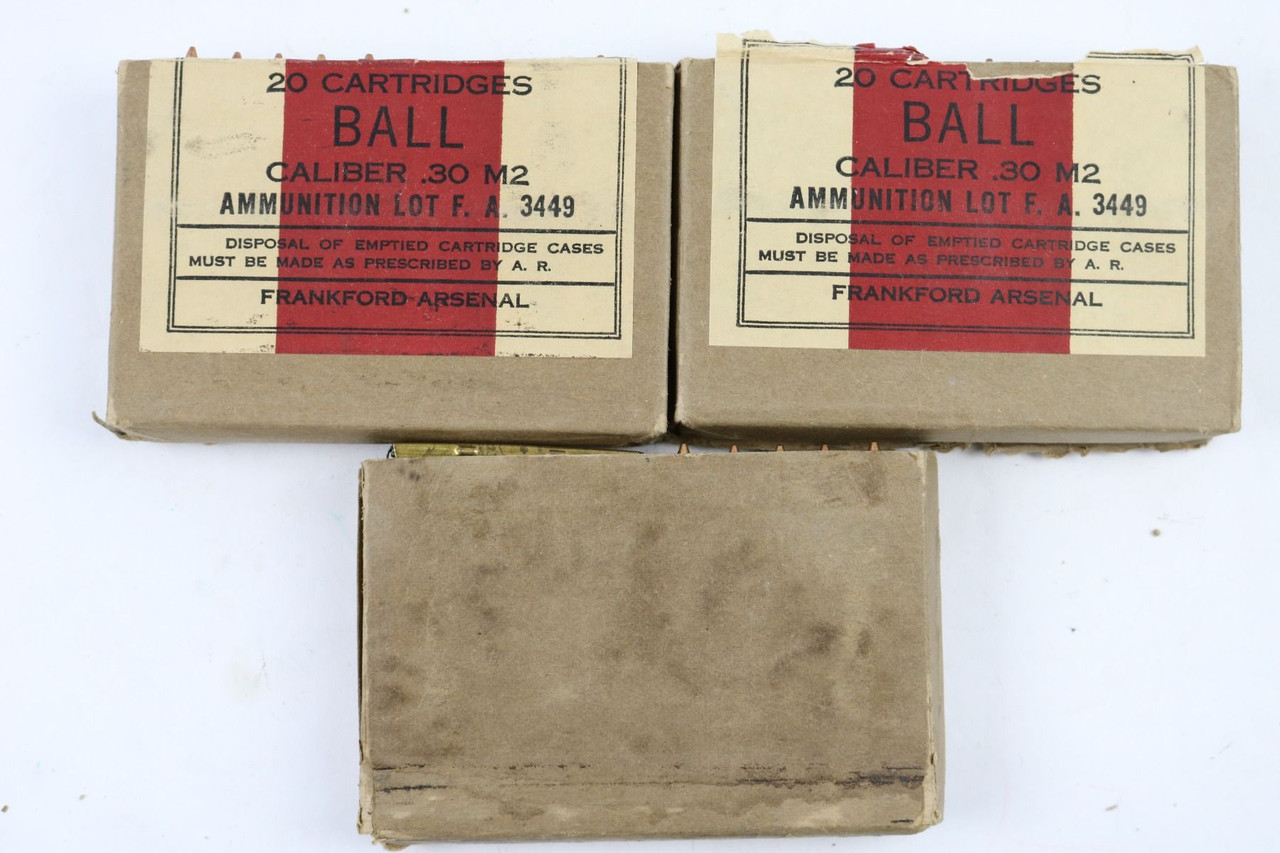 20 CARTRIDGES
BALL
CALIBER .30 M2
AMMUNITION LOT F. A. 3449
DISPOSAL OF EMPTIED CARTRIDGE CASES
MUST BE MADE AS PRESCRIBED BY A. R.
FRANKFORD ARSENAL
20 CARTRIDGES
BALL
CALIBER .30 M2
AMMUNITION LOT F. A. 3449
DISPOSAL OF EMPTIED CARTRIDGE CASES
MUST BE MADE AS PRESCRIBED BY A. R.
FRANKFORD ARSENAL